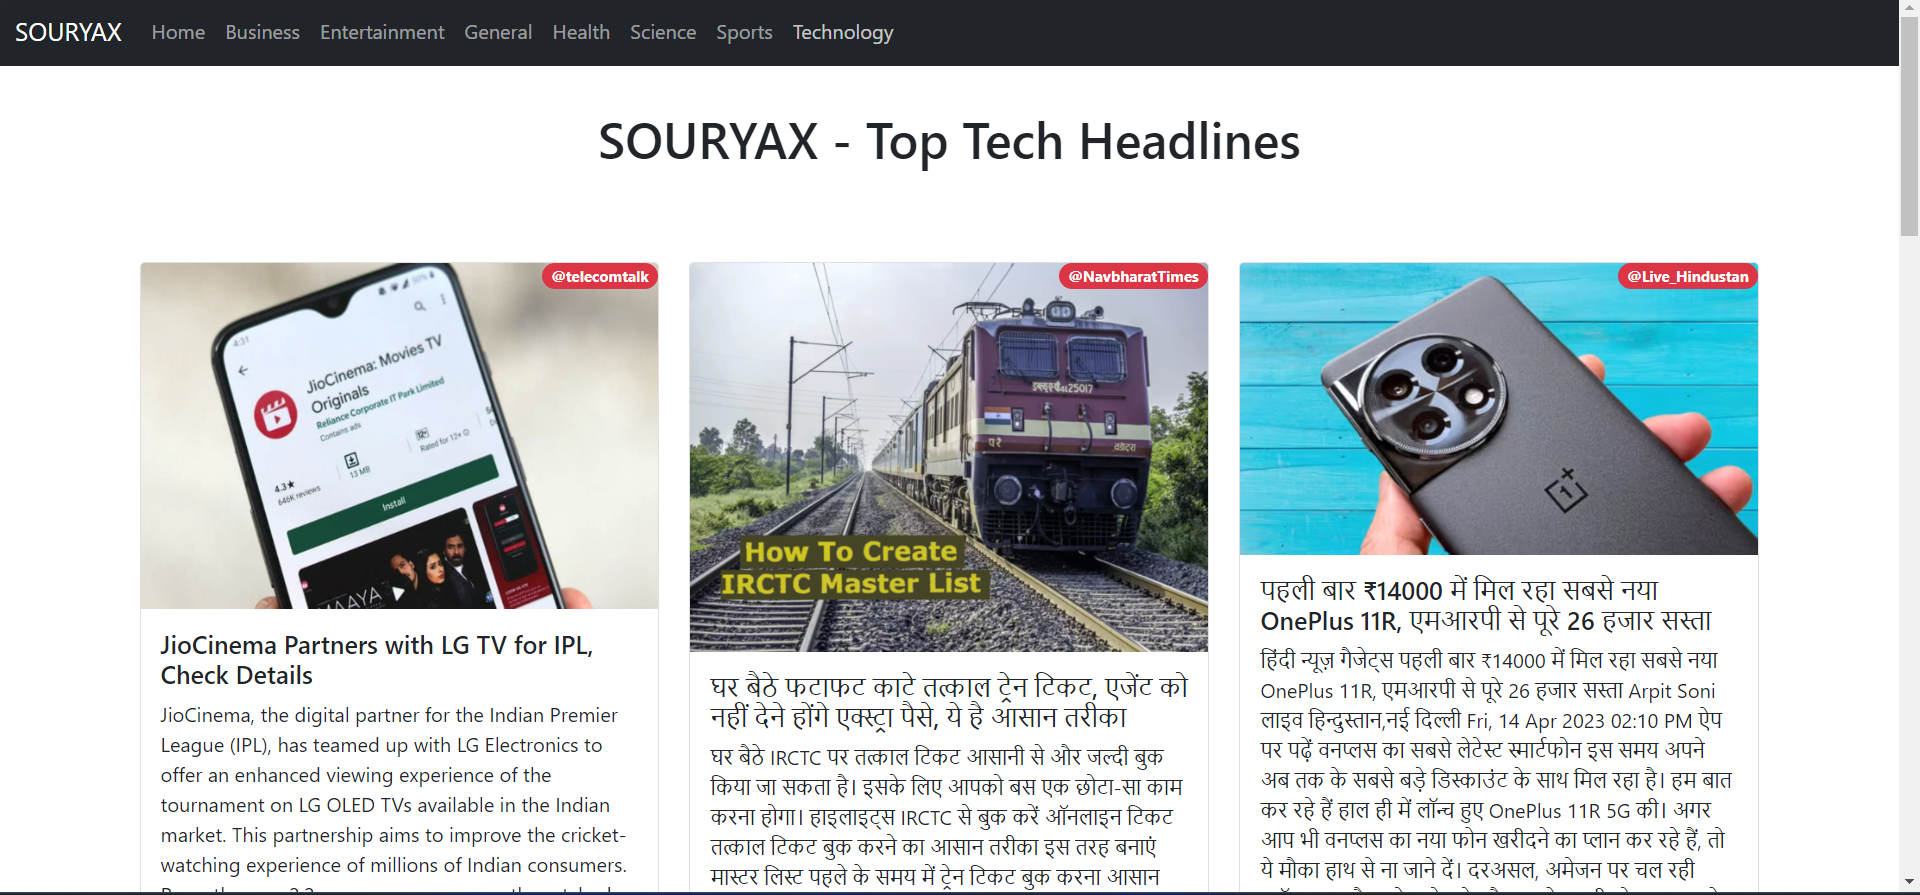 SOURYAX Home Business Entertainment General Health Science Sports Technology
SOURYAX - Top Tech Headlines
@telecomtalk
4:31
JioCinema: Movies TV
Originals
Reliance Corporate IT Park Limited
Contains ads
4.3★
646K reviews
13 MB
12+
Rated for 12+
Install
MAAYA
JioCinema Partners with LG TV for IPL,
Check Details
JioCinema, the digital partner for the Indian Premier
League (IPL), has teamed up with LG Electronics to
offer an enhanced viewing experience of the
tournament on LG OLED TVs available in the Indian
market. This partnership aims to improve the cricket-
watching experience of millions of Indian consumers.
@NavbharatTimes
25017
How To Create
IRCTC Master List
घर बैठे फटाफट काटे तत्काल ट्रेन टिकट, एजेंट को
नहीं देने होंगे एक्स्ट्रा पैसे, ये है आसान तरीका
घर बैठे IRCTC पर तत्काल टिकट आसानी से और जल्दी बुक
किया जा सकता है। इसके लिए आपको बस एक छोटा-सा काम
करना होगा। हाइलाइट्स IRCTC से बुक करें ऑनलाइन टिकट
तत्काल टिकट बुक करने का आसान तरीका इस तरह बनाएं
मास्टर लिस्ट पहले के समय में ट्रेन टिकट बुक करना आसान
@Live_Hindustan
पहली बार ₹14000 में मिल रहा सबसे नया
OnePlus 11R, एमआरपी से पूरे 26 हजार सस्ता
हिंदी न्यूज़ गैजेट्स पहली बार ₹14000 में मिल रहा सबसे नया
OnePlus 11R, एमआरपी से पूरे 26 हजार सस्ता Arpit Soni
लाइव हिन्दुस्तान,नई दिल्ली Fri, 14 Apr 2023 02:10 PM ऐप
पर पढ़ें वनप्लस का सबसे लेटेस्ट स्मार्टफोन इस समय अपने
अब तक के सबसे बड़े डिस्काउंट के साथ मिल रहा है। हम बात
कर रहे हैं हाल ही में लॉन्च हुए OnePlus 11R 5G की। अगर
आप भी वनप्लस का नया फोन खरीदने का प्लान कर रहे हैं, तो
ये मौका हाथ से ना जाने दें। दरअसल, अमेजन पर चल रही